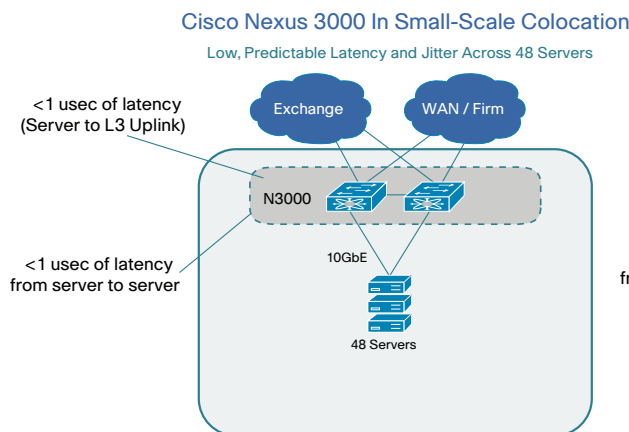 Cisco Nexus 3000 In Small-Scale Colocation
Low, Predictable Latency and Jitter Across 48 Servers
<1 usec of latency
(Server to L3 Uplink)
Exchange
WAN / Firm
N3000
<1 usec of latency
from server to server
10GbE
48 Servers
fr